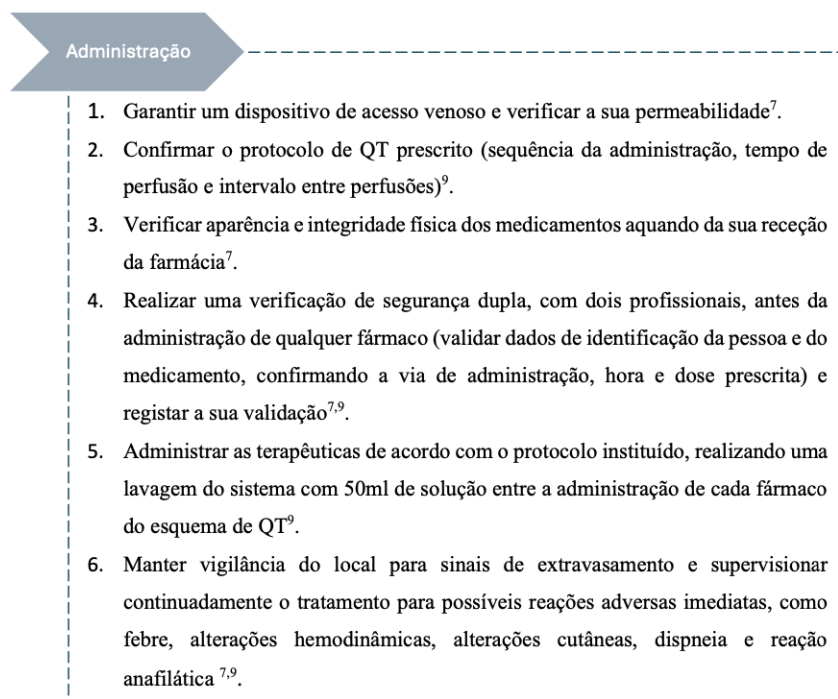 Administração
1. Garantir um dispositivo de acesso venoso e verificar a sua permeabilidade⁷.
2. Confirmar o protocolo de QT prescrito (sequência da administração, tempo de
perfusão e intervalo entre perfusões)⁹.
3. Verificar aparência e integridade física dos medicamentos aquando da sua receção
da farmácia⁷.
4. Realizar uma verificação de segurança dupla, com dois profissionais, antes da
administração de qualquer fármaco (validar dados de identificação da pessoa e do
medicamento, confirmando a via de administração, hora e dose prescrita) e
registar a sua validação⁷,⁹.
5. Administrar as terapêuticas de acordo com o protocolo instituído, realizando uma
lavagem do sistema com 50ml de solução entre a administração de cada fármaco
do esquema de QT⁹.
6. Manter vigilância do local para sinais de extravasamento e supervisionar
continuadamente o tratamento para possíveis reações adversas imediatas, como
febre, alterações hemodinâmicas, alterações cutâneas, dispneia e reação
anafilática ⁷,⁹.